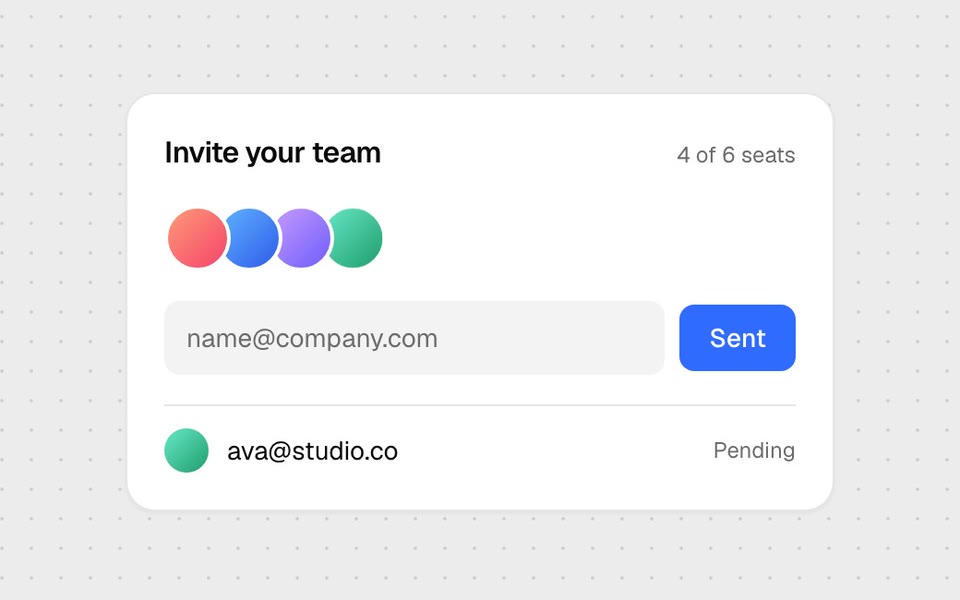 Invite your team
4 of 6 seats
name@company.com
Sent
ava@studio.co
Pending